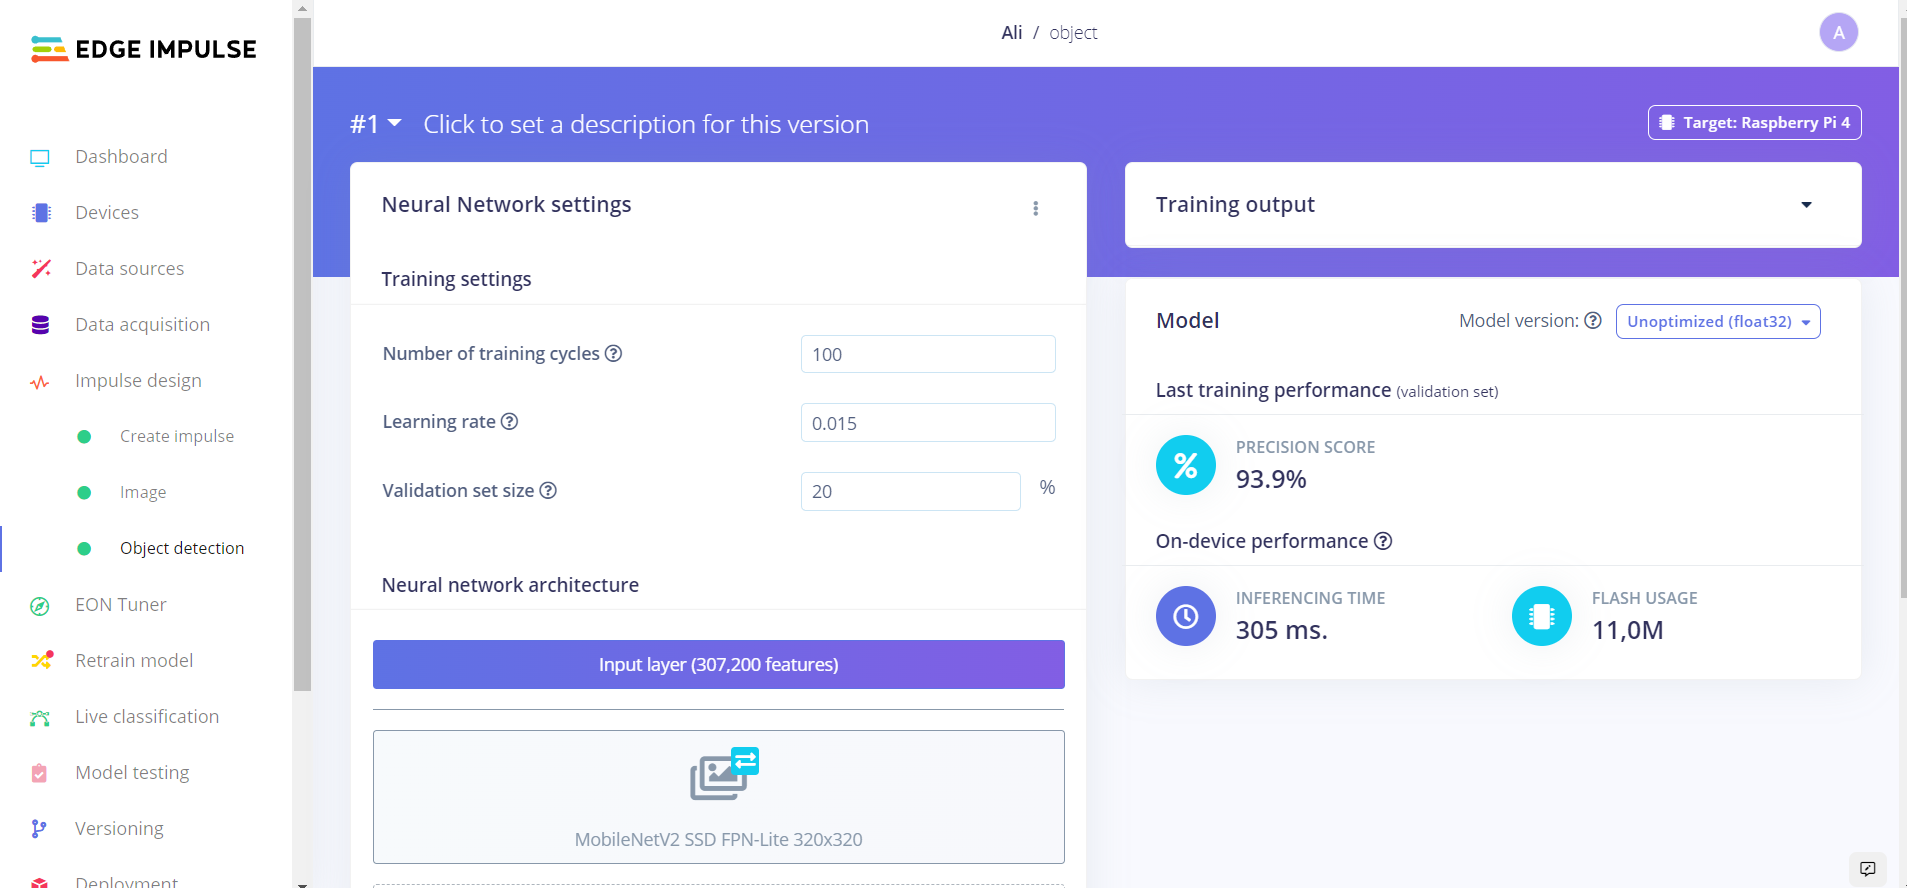 EDGE IMPULSE
Dashboard
Devices
Data sources
Data acquisition
Impulse design
Create impulse
Image
Object detection
EON Tuner
Retrain model
Live classification
Model testing
Versioning
Deployment
Ali / object
A
#1 Click to set a description for this version
Target: Raspberry Pi 4
Neural Network settings
Training settings
Number of training cycles ?
100
Learning rate ?
0.015
Validation set size ?
20 %
Neural network architecture
Input layer (307,200 features)
MobileNetV2 SSD FPN-Lite 320x320
Training output
Model
Model version: ? Unoptimized (float32)
Last training performance (validation set)
%
PRECISION SCORE
93.9%
On-device performance ?
INFERENCING TIME
305 ms.
FLASH USAGE
11,0M